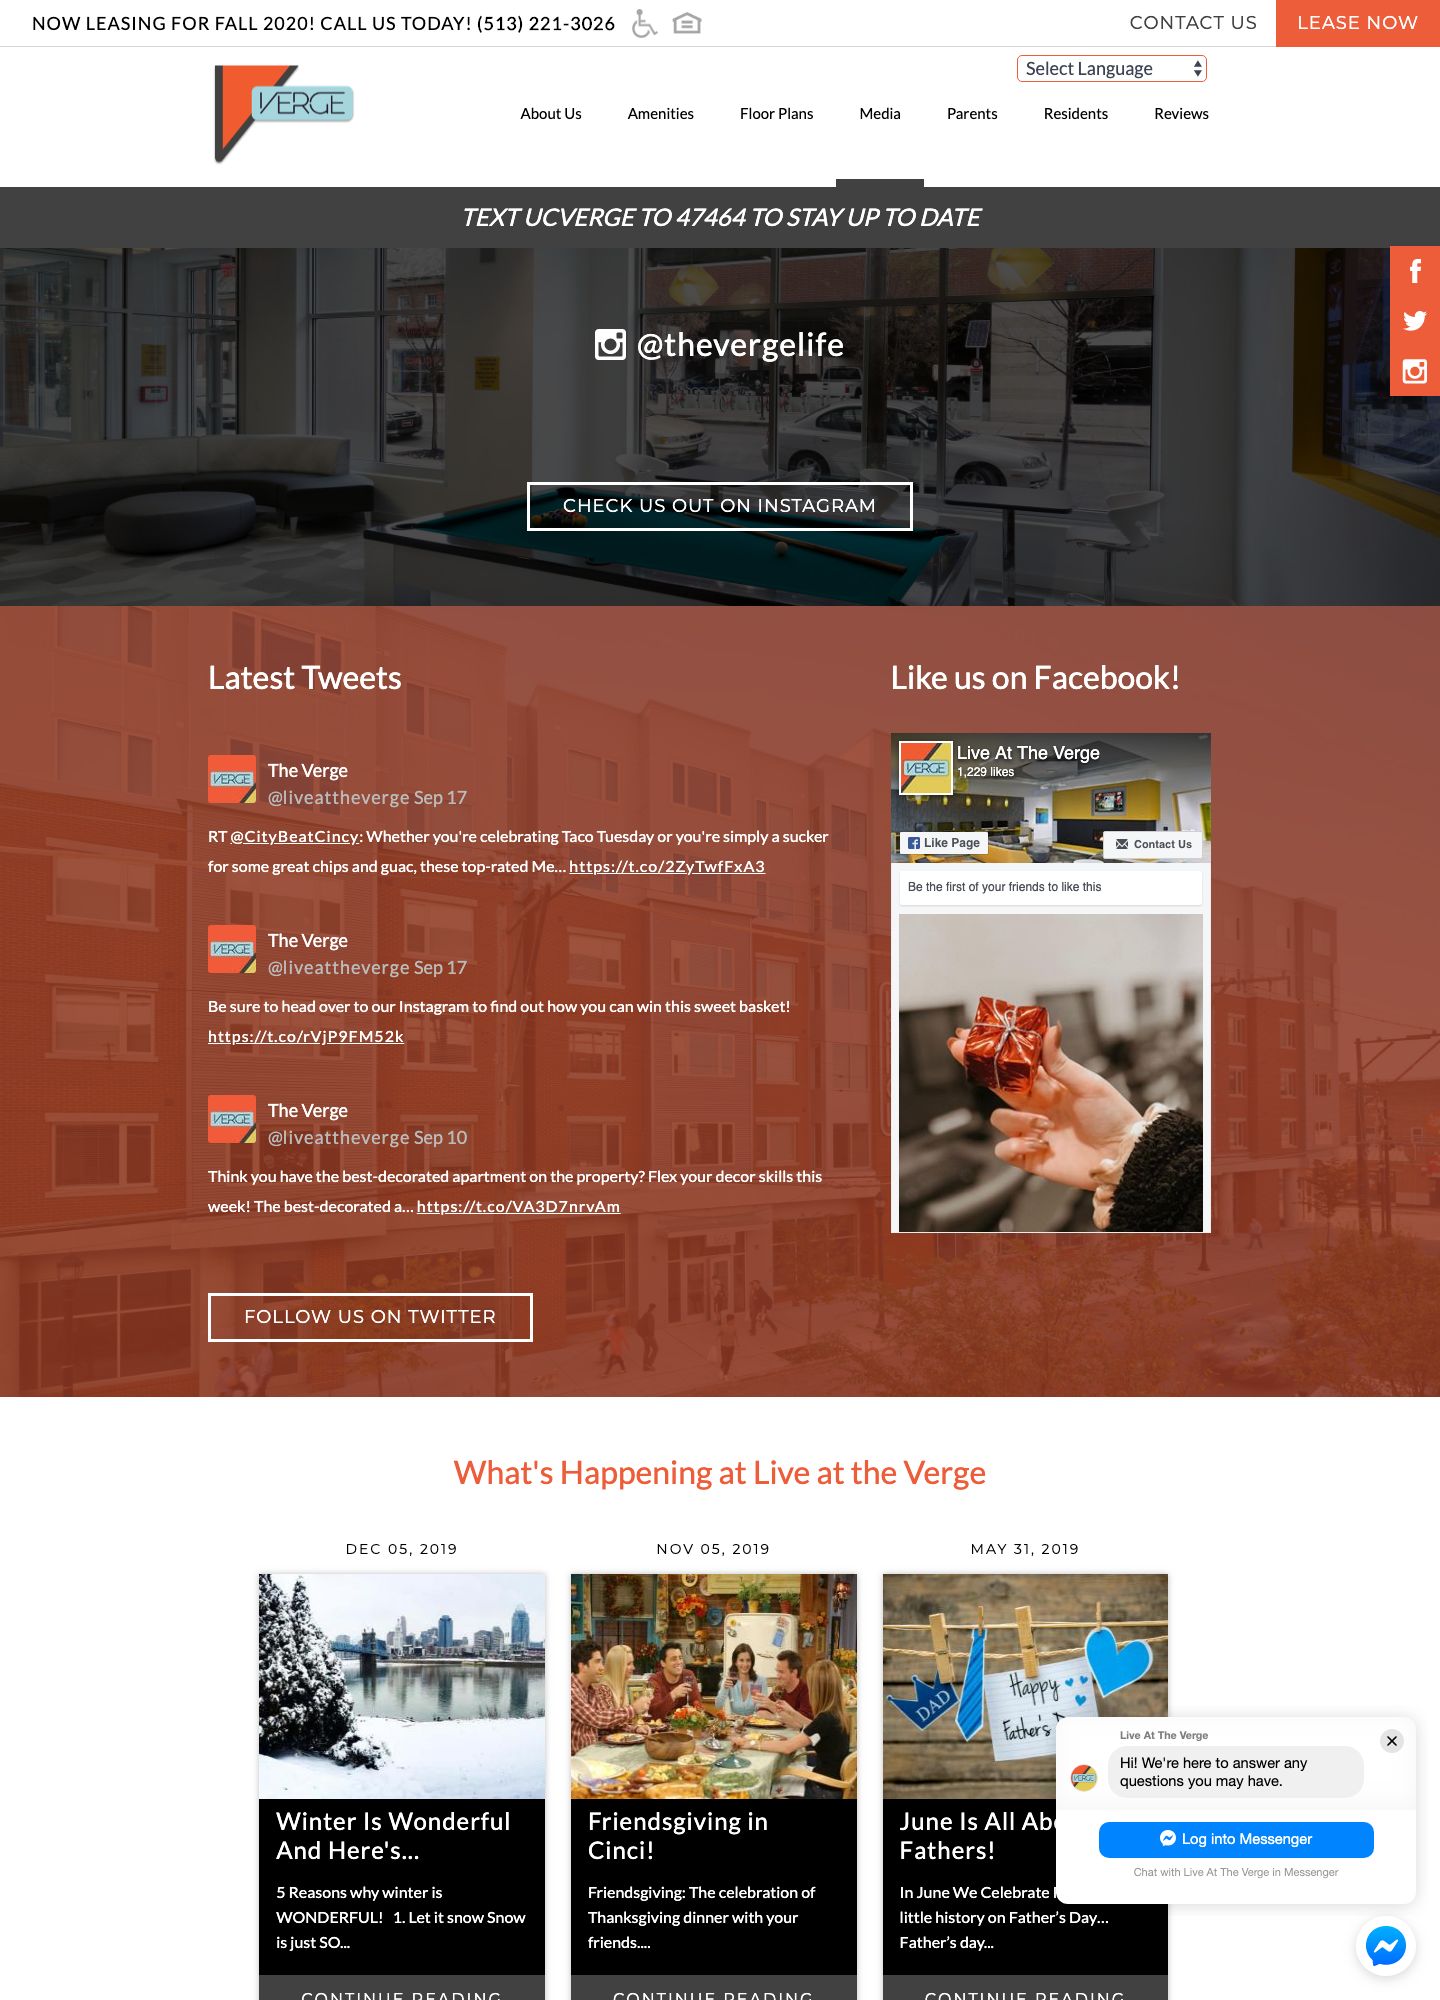 NOW LEASING FOR FALL 2020! CALL US TODAY! (513) 221-3026
CONTACT US
LEASE NOW
Select Language
VERGE
About Us
Amenities
Floor Plans
Media
Parents
Residents
Reviews
TEXT UCVERGE TO 47464 TO STAY UP TO DATE
@thevergelife
CHECK US OUT ON INSTAGRAM
Latest Tweets
VERGE
The Verge
@liveattheverge Sep 17
RT @CityBeatCincy: Whether you're celebrating Taco Tuesday or you're simply a sucker
for some great chips and guac, these top-rated Me... https://t.co/2ZyTwfFxA3
VERGE
The Verge
@liveattheverge Sep 17
Be sure to head over to our Instagram to find out how you can win this sweet basket!
https://t.co/rVjP9FM52k
VERGE
The Verge
@liveattheverge Sep 10
Think you have the best-decorated apartment on the property? Flex your decor skills this
week! The best-decorated a... https://t.co/VA3D7nrvAm
FOLLOW US ON TWITTER
Like us on Facebook!
VERGE
Live At The Verge
1,229 likes
Like Page
Contact Us
Be the first of your friends to like this
What's Happening at Live at the Verge
DEC 05, 2019
Winter Is Wonderful
And Here's...
5 Reasons why winter is
WONDERFUL! 1. Let it snow Snow
is just SO...
CONTINUE READING
NOV 05, 2019
Friendsgiving in
Cinci!
Friendsgiving: The celebration of
Thanksgiving dinner with your
friends....
CONTINUE READING
MAY 31, 2019
DAD
Happy
Father's
June Is All Abo
Fathers!
In June We Celebrate
little history on Father's Day...
Father's day...
CONTINUE READING
Live At The Verge
VERGE
Hi! We're here to answer any
questions you may have.
Log into Messenger
Chat with Live At The Verge in Messenger